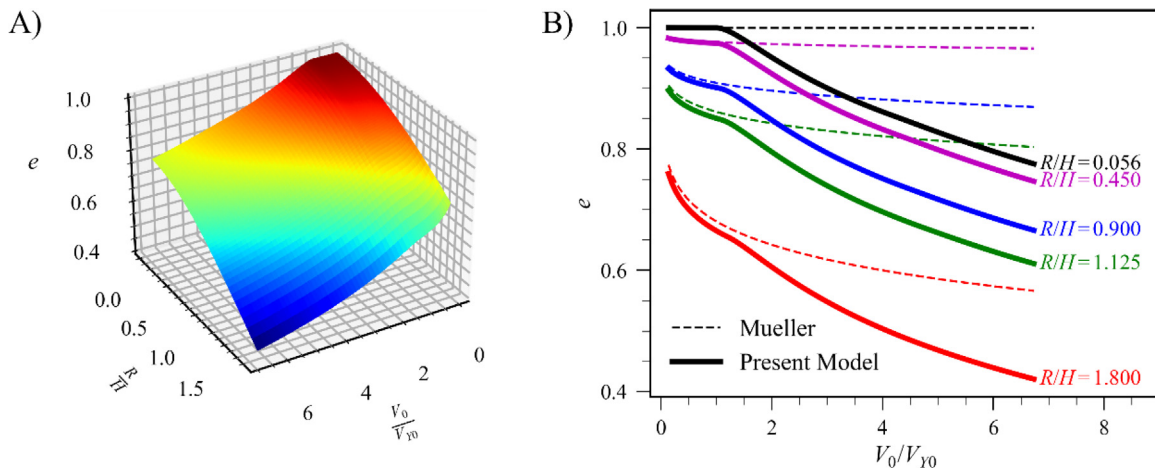 A)
1.0
0.8
e
0.6
0.4
0.0
0.5
1.0
1.5
R
H
6
4
2
0
V0
VY0
B)
1.0
0.8
0.6
0.4
e
R/H=0.056
R/H=0.450
R/H=0.900
R/H=1.125
R/H=1.800
Mueller
Present Model
0 2 4 6 8
V0/VY0